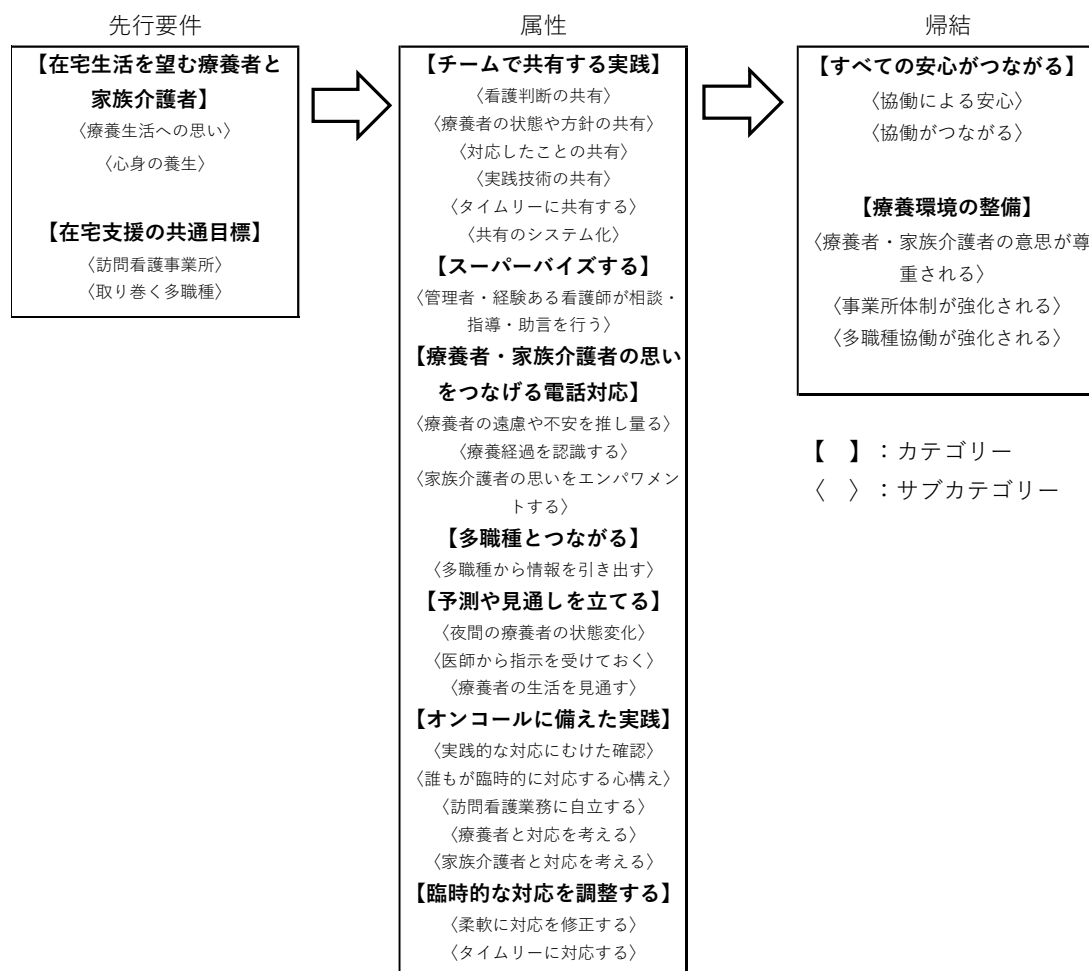 先行要件
【在宅生活を望む療養者と
家族介護者】
〈療養生活への思い〉
〈心身の養生〉
【在宅支援の共通目標】
〈訪問看護事業所〉
〈取り巻く多職種〉
属性
【チームで共有する実践】
〈看護判断の共有〉
〈療養者の状態や方針の共有〉
〈対応したことの共有〉
〈実践技術の共有〉
〈タイムリーに共有する〉
〈共有のシステム化〉
【スーパーバイズする】
〈管理者・経験ある看護師が相談・
指導・助言を行う〉
【療養者・家族介護者の思い
をつなげる電話対応】
〈療養者の遠慮や不安を推し量る〉
〈療養経過を認識する〉
〈家族介護者の思いをエンパワメン
トする〉
【多職種とつながる】
〈多職種から情報を引き出す〉
【予測や見通しを立てる】
〈夜間の療養者の状態変化〉
〈医師から指示を受けておく〉
〈療養者の生活を見通す〉
【オンコールに備えた実践】
〈実践的な対応にむけた確認〉
〈誰もが臨時的に対応する心構え〉
〈訪問看護業務に自立する〉
〈療養者と対応を考える〉
〈家族介護者と対応を考える〉
【臨時的な対応を調整する】
〈柔軟に対応を修正する〉
〈タイムリーに対応する〉
帰結
【すべての安心がつながる】
〈協働による安心〉
〈協働がつながる〉
【療養環境の整備】
〈療養者・家族介護者の意思が尊
重される〉
〈事業所体制が強化される〉
〈多職種協働が強化される〉
【　】：カテゴリー
〈　〉：サブカテゴリー